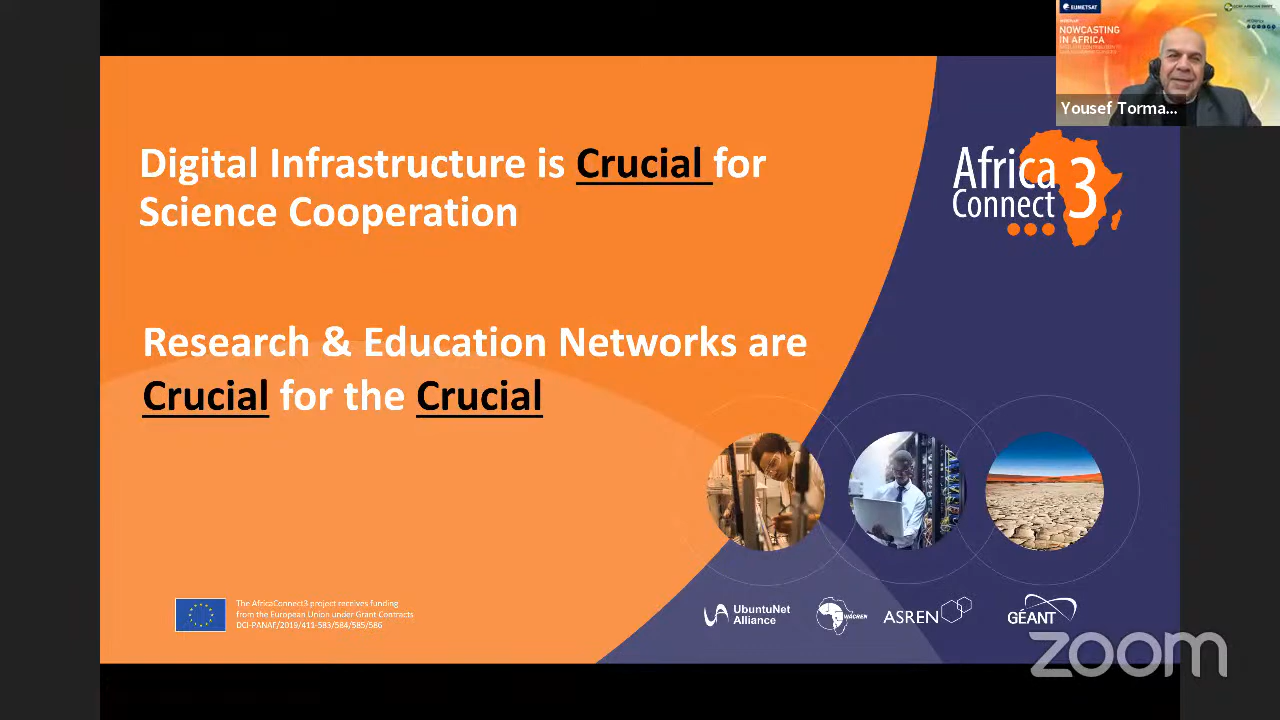 EUMETSAT
NOWCASTING
IN AFRICA
Yousef Torma...
Africa
Connect 3
Digital Infrastructure is Crucial for
Science Cooperation
Research & Education Networks are
Crucial for the Crucial
The AfricaConnect3 project receives funding
from the European Union under Grant Contracts
DCI-PANAF/2019/411-583/584/585/586
UbuntuNet
Alliance
WACREN
ASREN
GÉANT
zoom